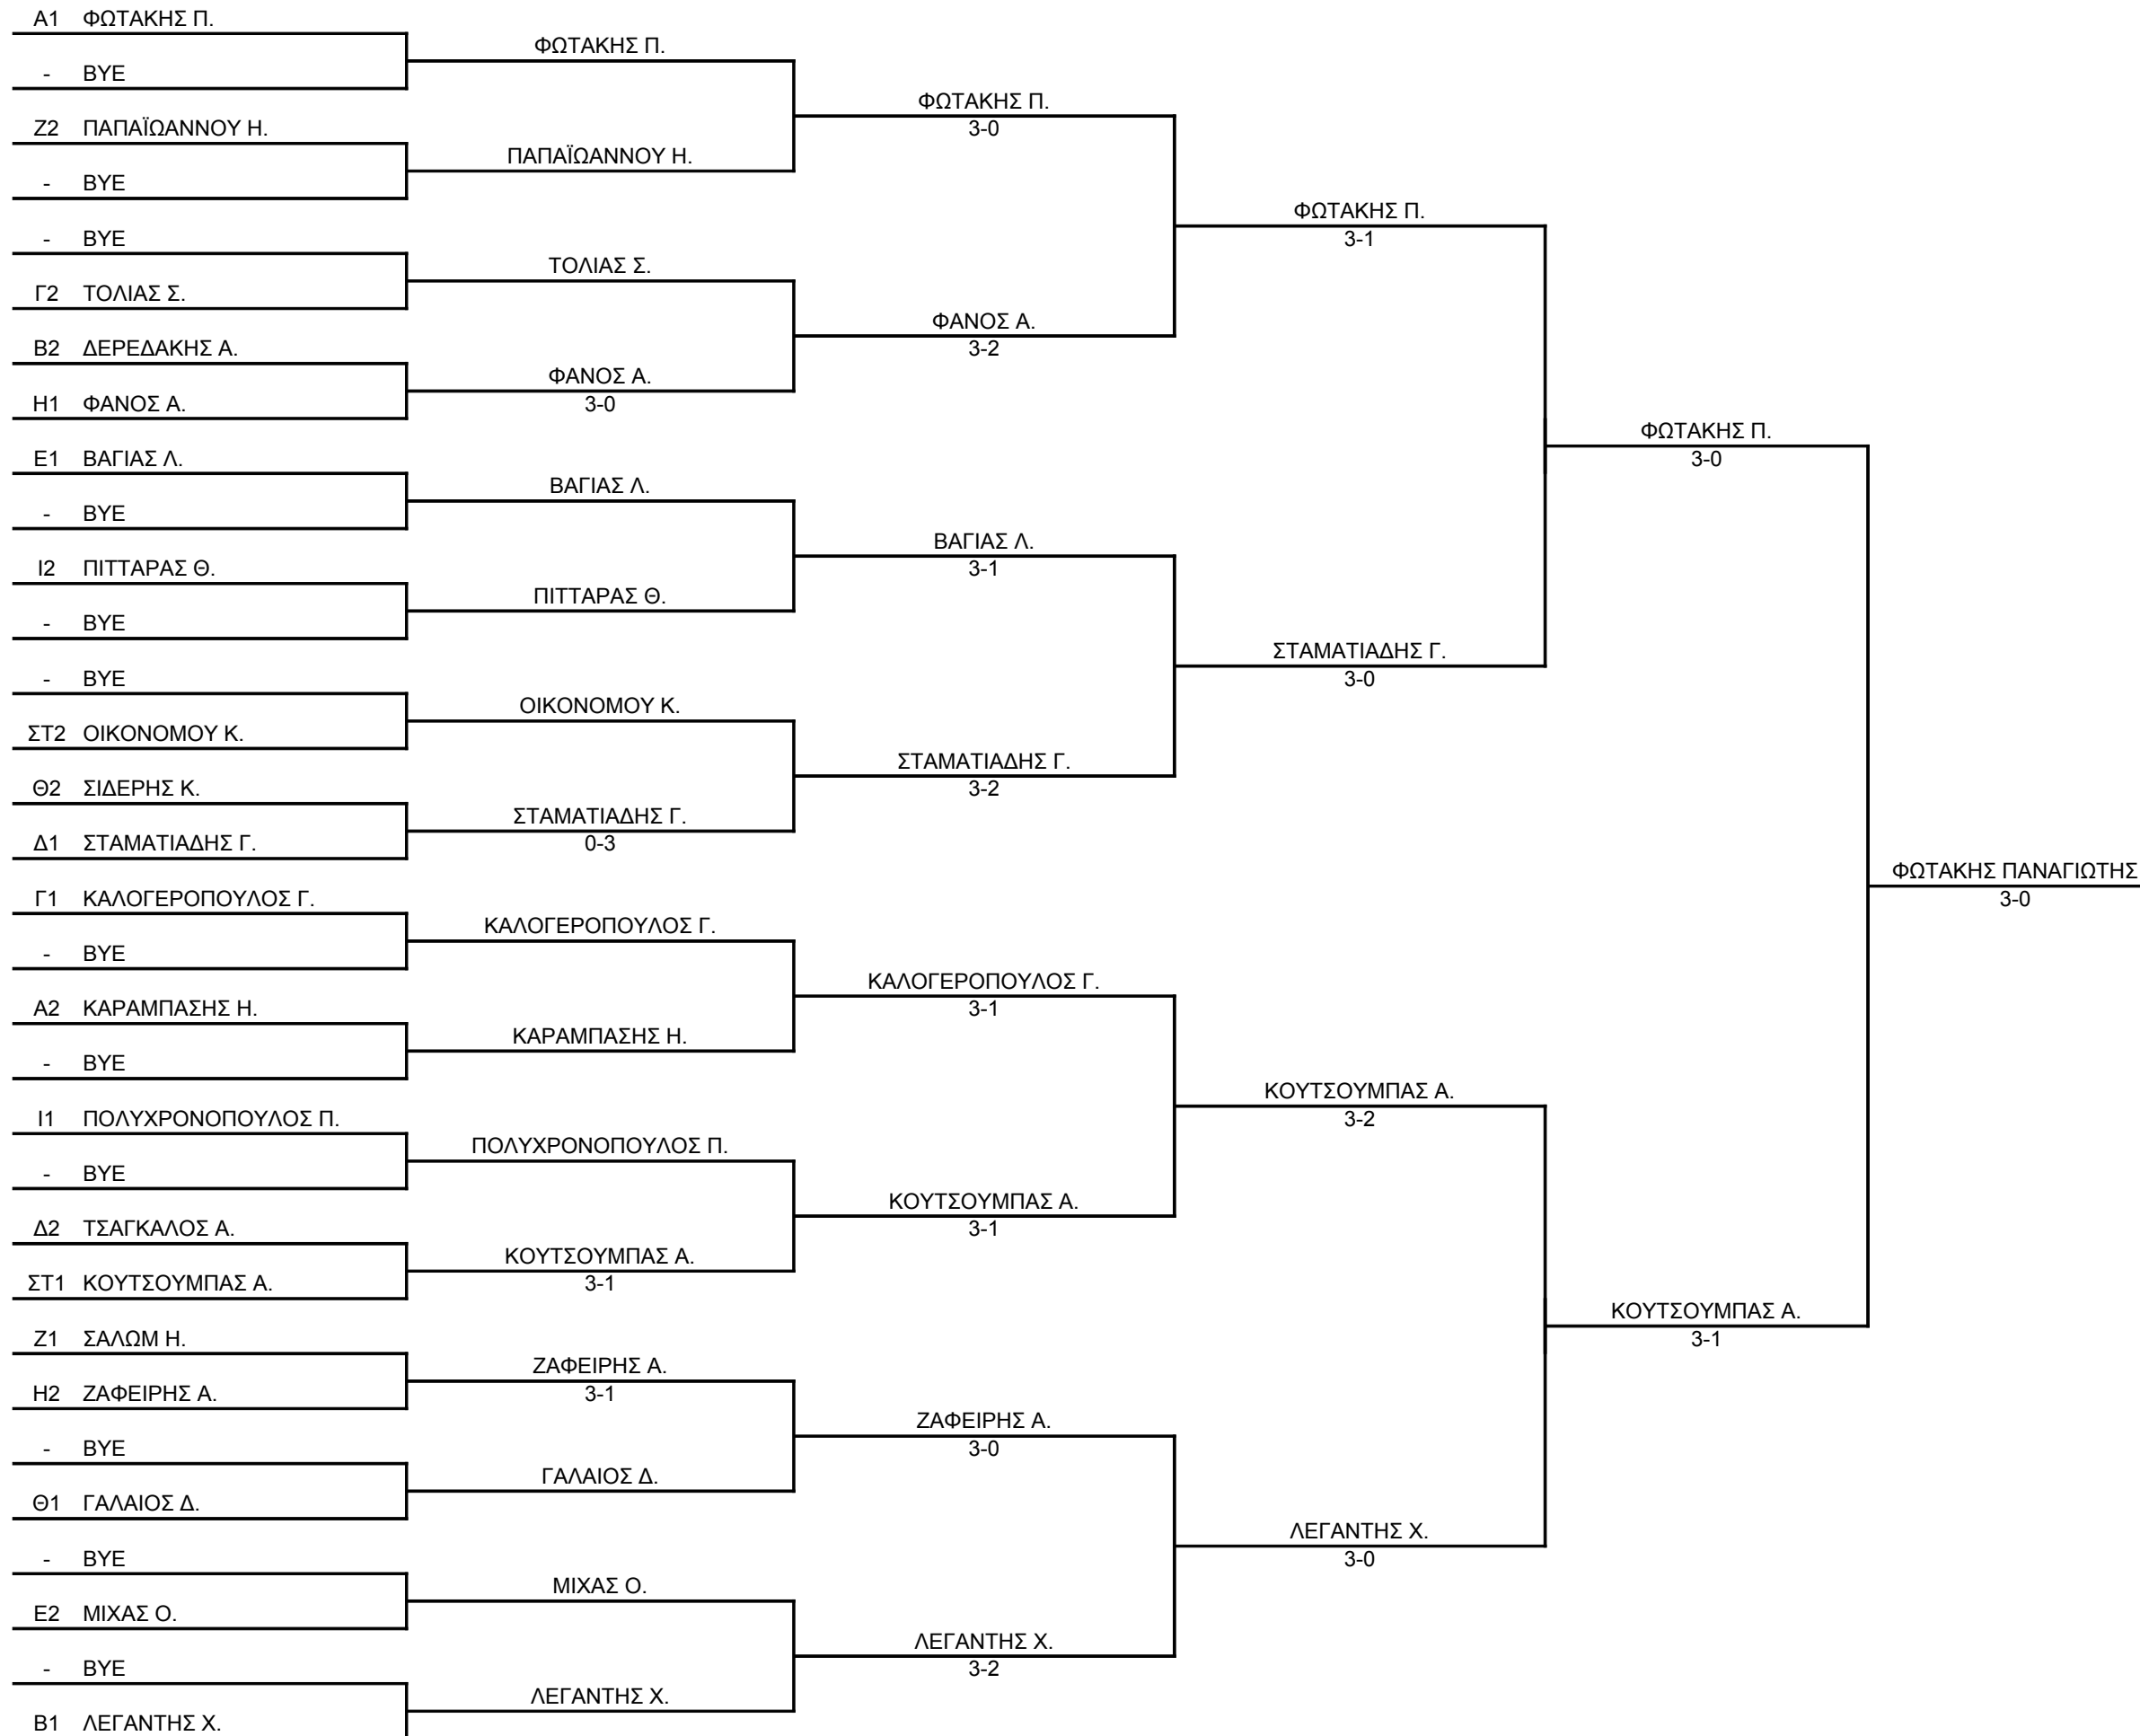 Α1 ΦΩΤΑΚΗΣ Π.
- BYE
Ζ2 ΠΑΠΑΪΩΑΝΝΟΥ Η.
- BYE
- BYE
Γ2 ΤΟΛΙΑΣ Σ.
Β2 ΔΕΡΕΔΑΚΗΣ Α.
Η1 ΦΑΝΟΣ Α.
Ε1 ΒΑΓΙΑΣ Λ.
- BYE
Ι2 ΠΙΤΤΑΡΑΣ Θ.
- BYE
- BYE
ΣΤ2 ΟΙΚΟΝΟΜΟΥ Κ.
Θ2 ΣΙΔΕΡΗΣ Κ.
Δ1 ΣΤΑΜΑΤΙΑΔΗΣ Γ.
Γ1 ΚΑΛΟΓΕΡΟΠΟΥΛΟΣ Γ.
- BYE
Α2 ΚΑΡΑΜΠΑΣΗΣ Η.
- BYE
Ι1 ΠΟΛΥΧΡΟΝΟΠΟΥΛΟΣ Π.
- BYE
Δ2 ΤΣΑΓΚΑΛΟΣ Α.
ΣΤ1 ΚΟΥΤΣΟΥΜΠΑΣ Α.
Ζ1 ΣΑΛΩΜ Η.
Η2 ΖΑΦΕΙΡΗΣ Α.
- BYE
Θ1 ΓΑΛΑΙΟΣ Δ.
- BYE
Ε2 ΜΙΧΑΣ Ο.
- BYE
Β1 ΛΕΓΑΝΤΗΣ Χ.
ΦΩΤΑΚΗΣ Π.
ΠΑΠΑΪΩΑΝΝΟΥ Η.
ΤΟΛΙΑΣ Σ.
ΦΑΝΟΣ Α.
3-0
ΒΑΓΙΑΣ Λ.
ΠΙΤΤΑΡΑΣ Θ.
ΟΙΚΟΝΟΜΟΥ Κ.
ΣΤΑΜΑΤΙΑΔΗΣ Γ.
0-3
ΚΑΛΟΓΕΡΟΠΟΥΛΟΣ Γ.
ΚΑΡΑΜΠΑΣΗΣ Η.
ΠΟΛΥΧΡΟΝΟΠΟΥΛΟΣ Π.
ΚΟΥΤΣΟΥΜΠΑΣ Α.
3-1
ΖΑΦΕΙΡΗΣ Α.
3-1
ΓΑΛΑΙΟΣ Δ.
ΜΙΧΑΣ Ο.
ΛΕΓΑΝΤΗΣ Χ.
ΦΩΤΑΚΗΣ Π.
3-0
ΦΑΝΟΣ Α.
3-2
ΒΑΓΙΑΣ Λ.
3-1
ΣΤΑΜΑΤΙΑΔΗΣ Γ.
3-2
ΚΑΛΟΓΕΡΟΠΟΥΛΟΣ Γ.
3-1
ΚΟΥΤΣΟΥΜΠΑΣ Α.
3-1
ΖΑΦΕΙΡΗΣ Α.
3-0
ΛΕΓΑΝΤΗΣ Χ.
3-2
ΦΩΤΑΚΗΣ Π.
3-1
ΣΤΑΜΑΤΙΑΔΗΣ Γ.
3-0
ΚΟΥΤΣΟΥΜΠΑΣ Α.
3-2
ΛΕΓΑΝΤΗΣ Χ.
3-0
ΦΩΤΑΚΗΣ Π.
3-0
ΚΟΥΤΣΟΥΜΠΑΣ Α.
3-1
ΦΩΤΑΚΗΣ ΠΑΝΑΓΙΩΤΗΣ
3-0